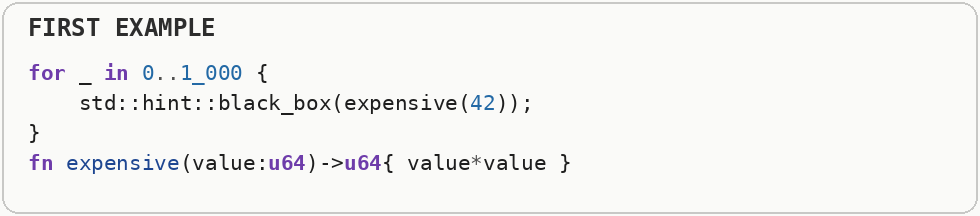 FIRST EXAMPLE
for _ in 0..1_000 {
    std::hint::black_box(expensive(42));
}
fn expensive(value:u64)->u64{ value*value }